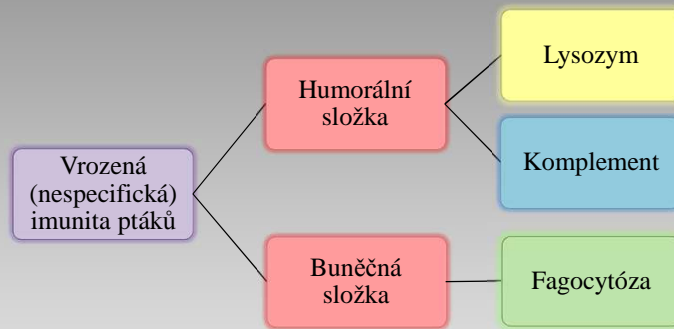 Vrozená
(nespecifická)
imunita ptáků
Humorální
složka
Lysozym
Komplement
Buněčná
složka
Fagocytóza